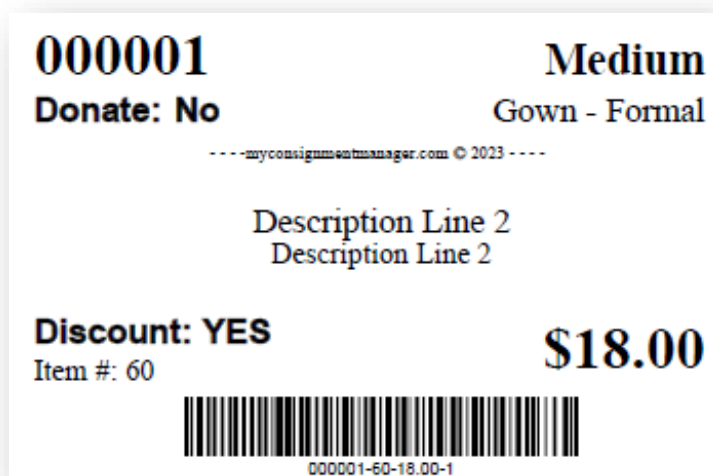 000001 Medium
Donate: No Gown - Formal
- - - -myconsignmentmanager.com © 2023 - - - -
Description Line 2
Description Line 2
Discount: YES
$18.00
Item #: 60
000001-60-18.00-1